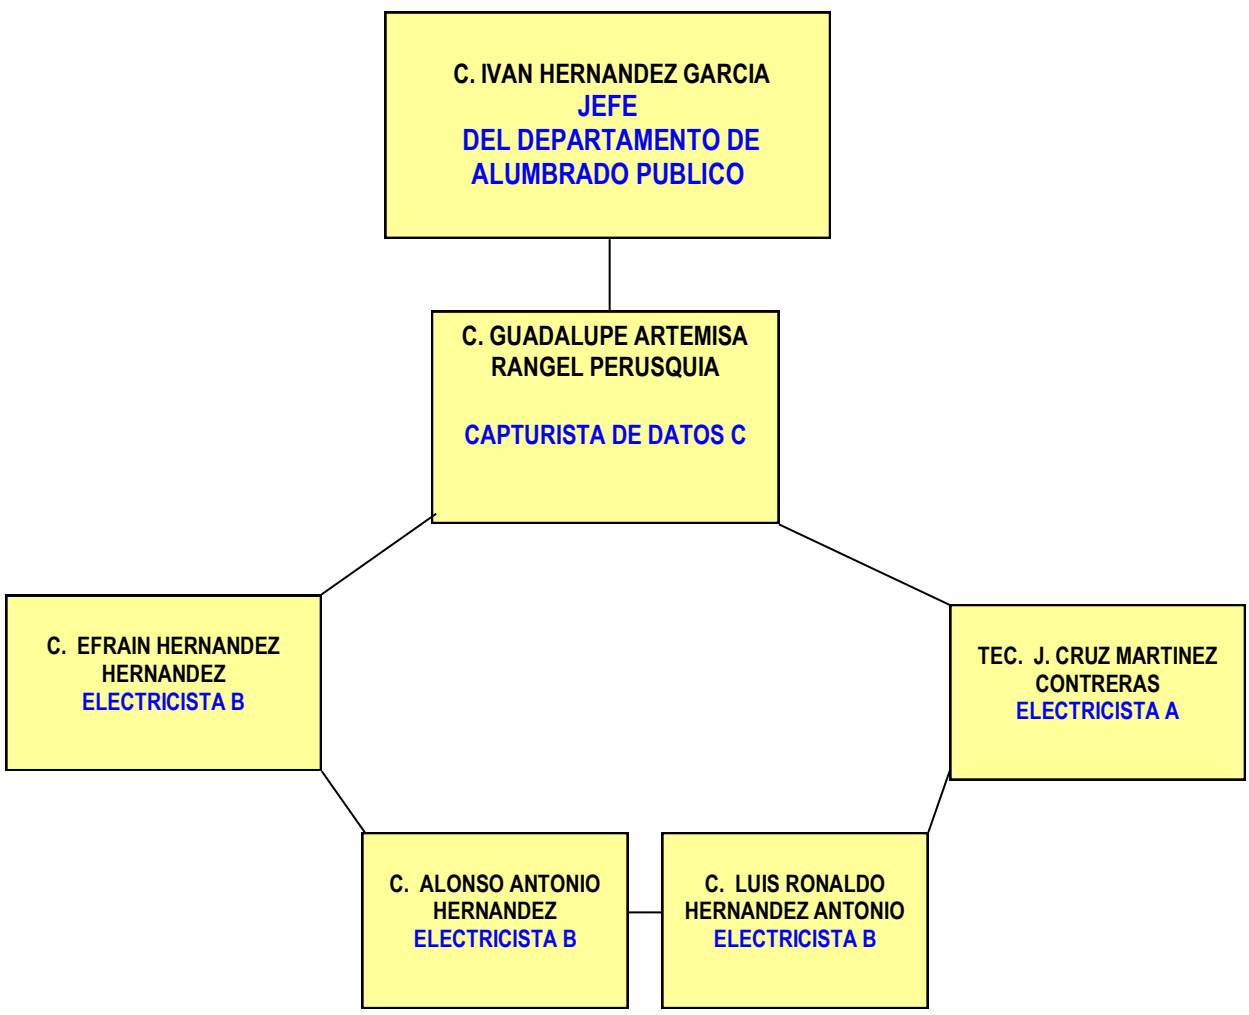 C. IVAN HERNANDEZ GARCIA
JEFE
DEL DEPARTAMENTO DE
ALUMBRADO PUBLICO
C. GUADALUPE ARTEMISA
RANGEL PERUSQUIA
CAPTURISTA DE DATOS C
C. EFRAIN HERNANDEZ
HERNANDEZ
ELECTRICISTA B
TEC. J. CRUZ MARTINEZ
CONTRERAS
ELECTRICISTA A
C. ALONSO ANTONIO
HERNANDEZ
ELECTRICISTA B
C. LUIS RONALDO
HERNANDEZ ANTONIO
ELECTRICISTA B